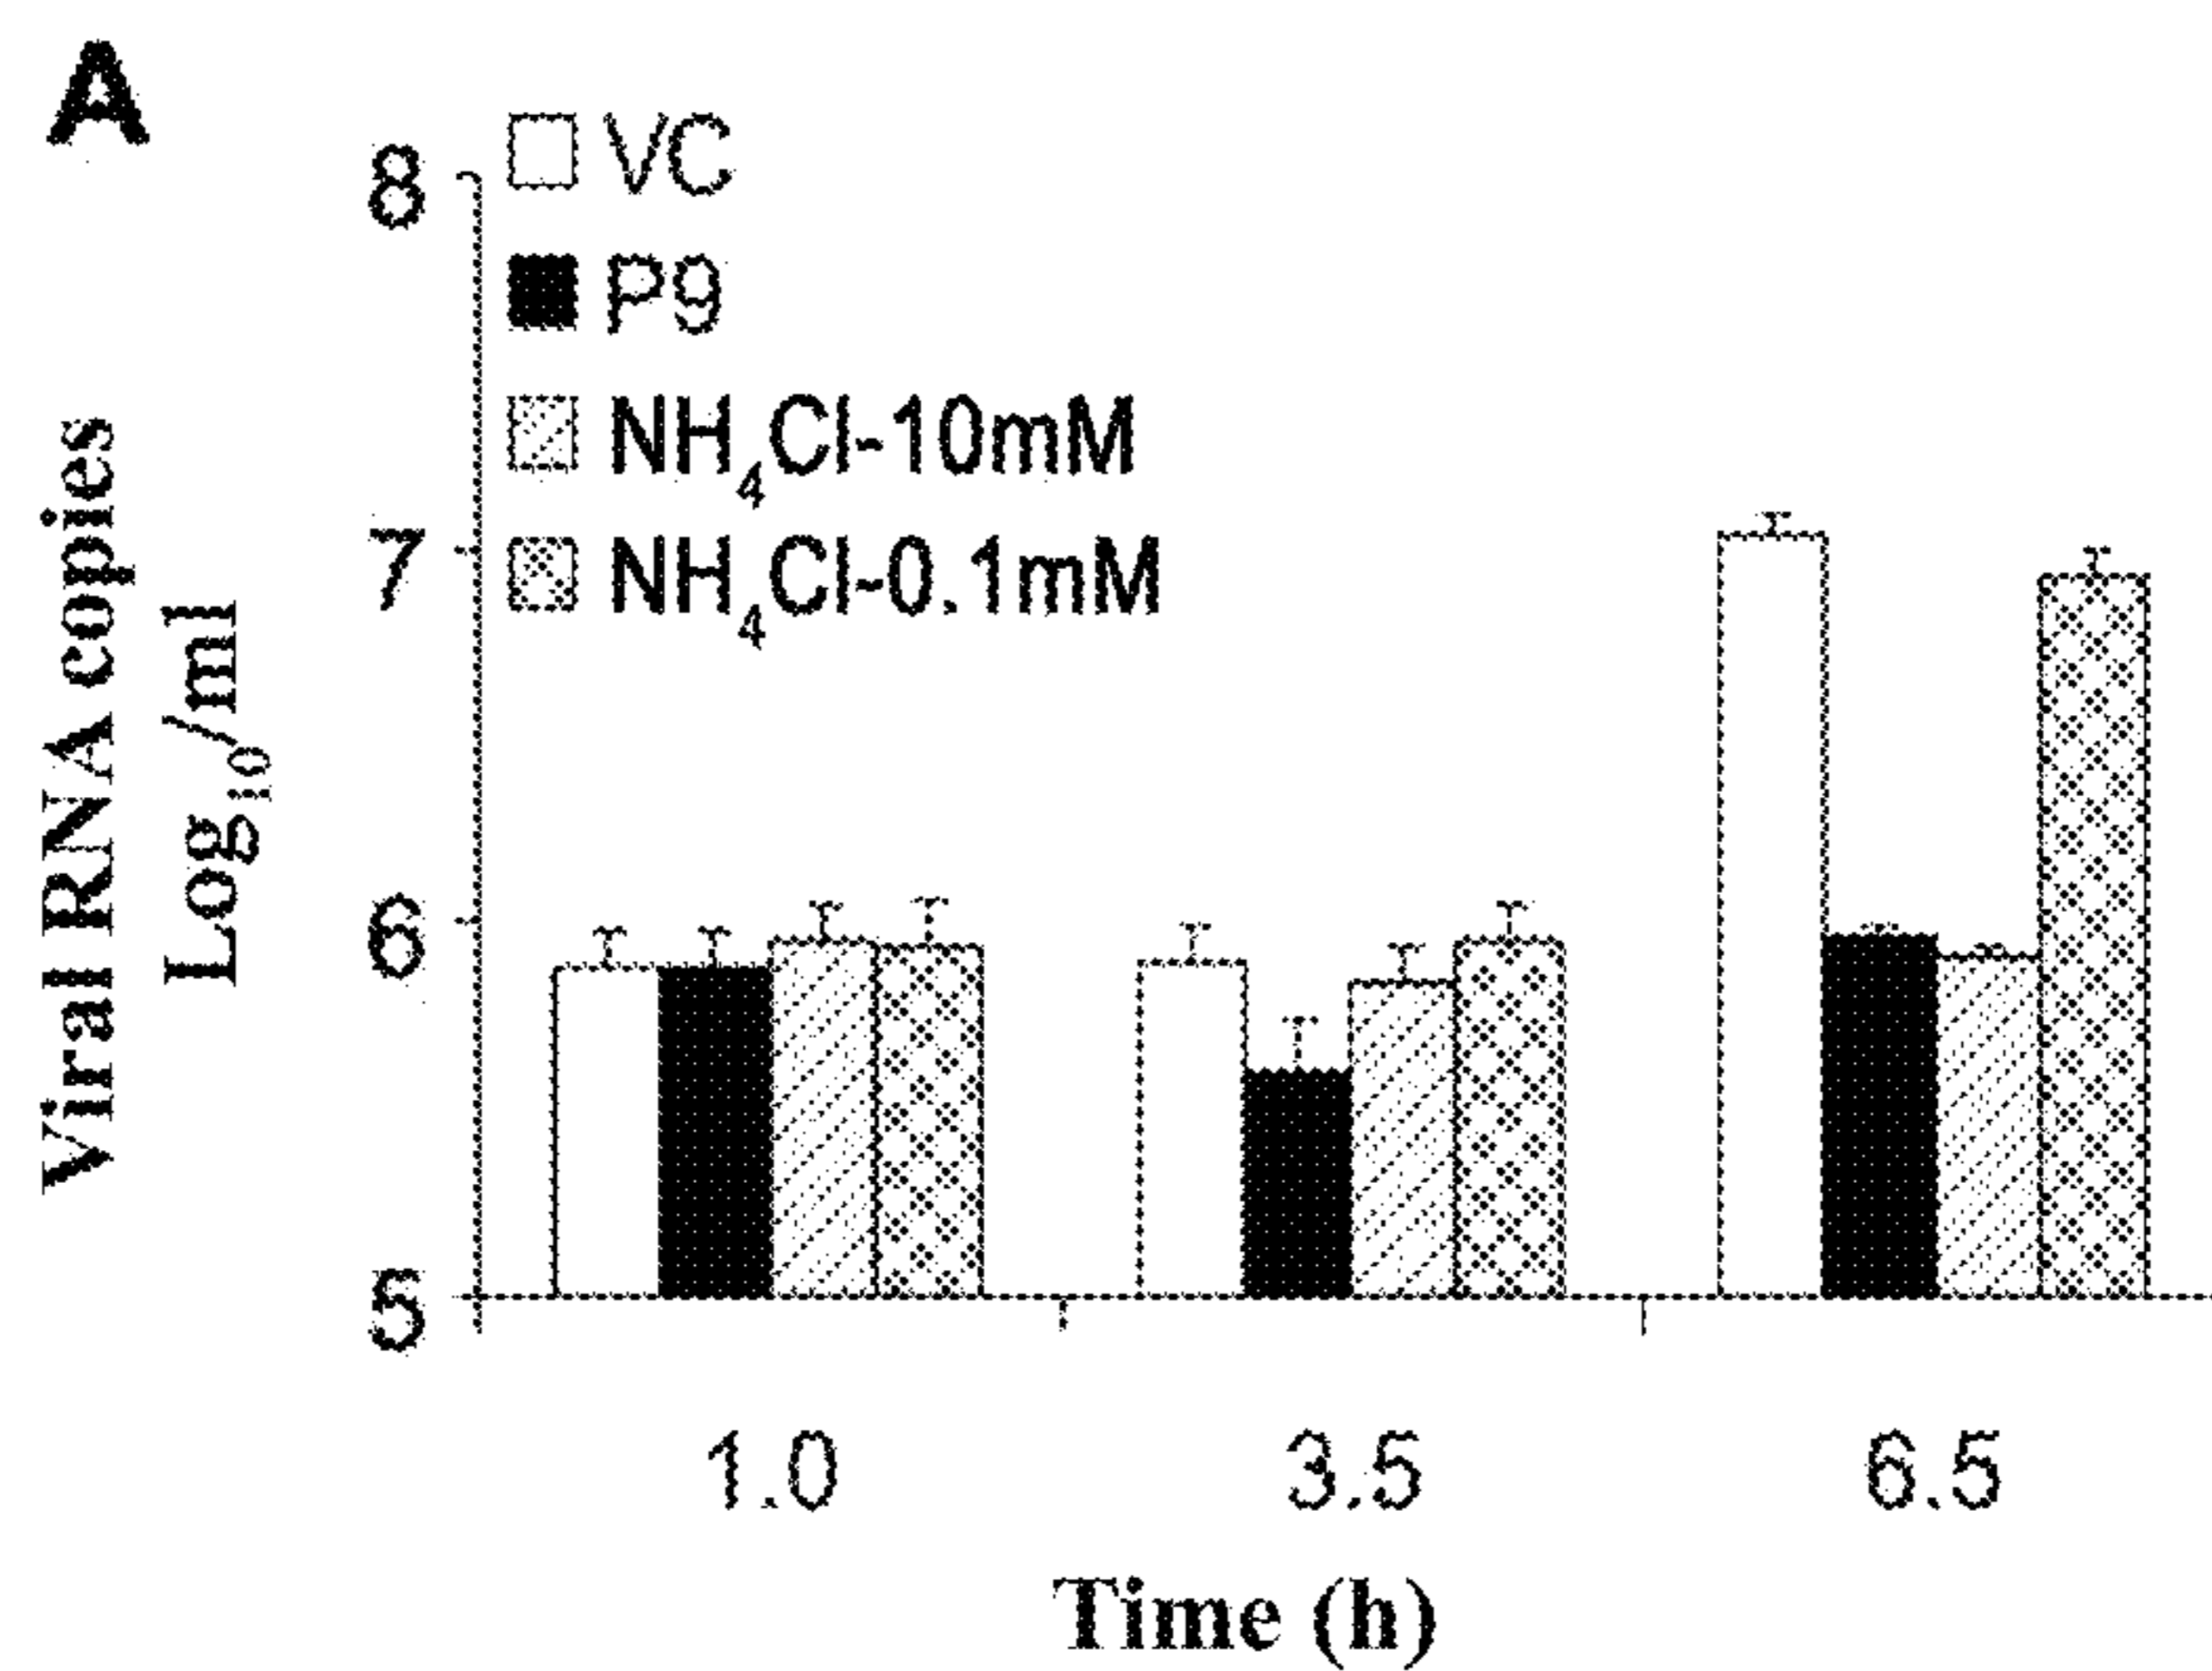 A
8
7
6
5
VC
P9
NH₄Cl-10mM
NH₄Cl-0.1mM
Viral RNA copies
Log₁₀/ml
1.0 3.5 6.5
Time (h)